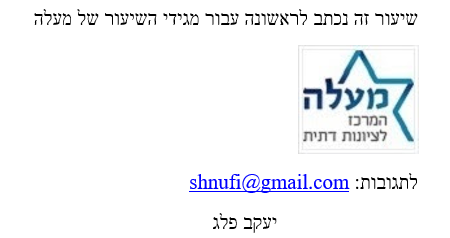 שיעור זה נכתב לראשונה עבור מגידי השיעור של מעלה
מעלה
המרכז
לציונות דתית
לתגובות: shnufi@gmail.com
יעקב פלג